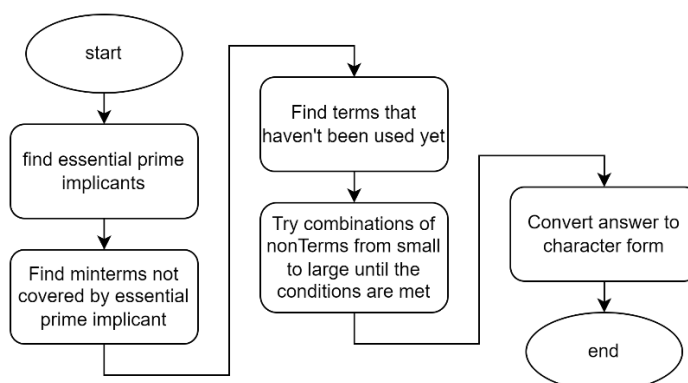 start
find essential prime
implicants
Find minterms not
covered by essential
prime implicant
Find terms that
haven't been used yet
Try combinations of
nonTerms from small
to large until the
conditions are met
Convert answer to
character form
end